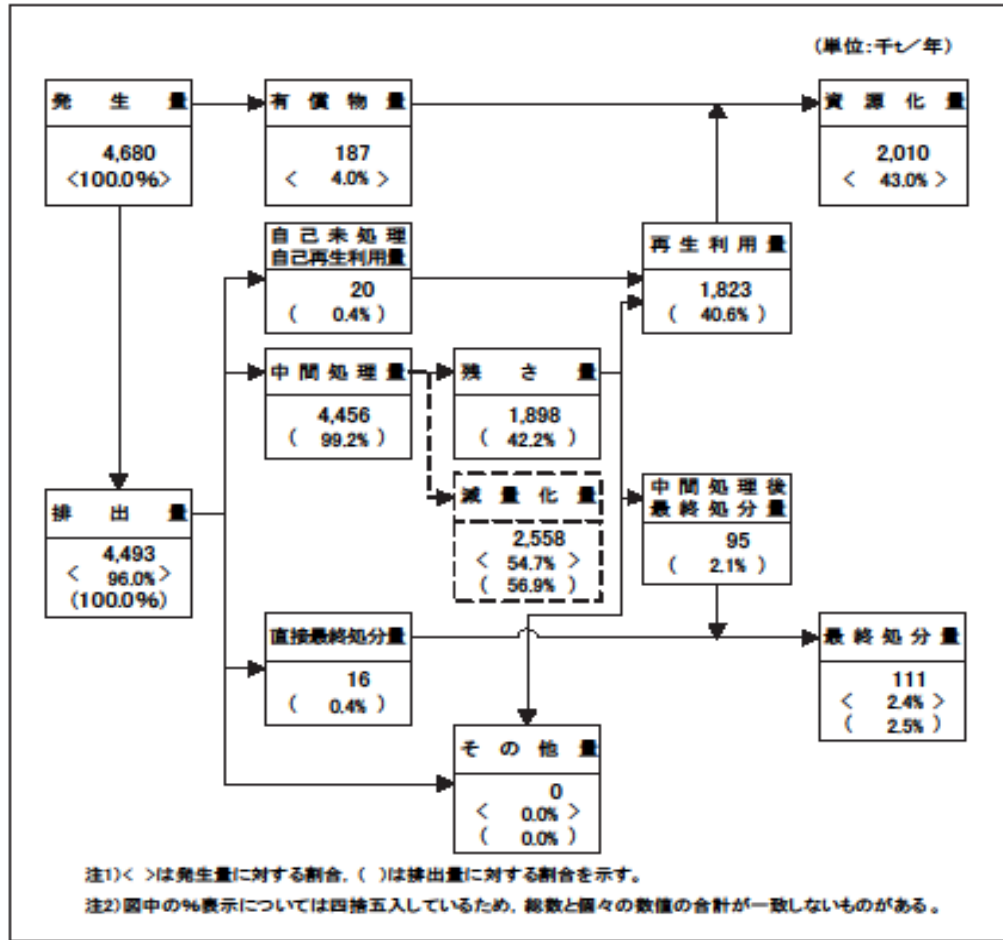 (単位:千t/年)
発生量
4,680
<100.0%>
有償物量
187
< 4.0% >
資源化量
2,010
< 43.0% >
自己未処理
自己再生利用量
20
( 0.4% )
再生利用量
1,823
( 40.6% )
中間処理量
4,456
( 99.2% )
残さ量
1,898
( 42.2% )
減量化量
2,558
< 54.7% >
( 56.9% )
中間処理後
最終処分量
95
( 2.1% )
排出量
4,493
< 96.0% >
(100.0%)
直接最終処分量
16
( 0.4% )
最終処分量
111
< 2.4% >
( 2.5% )
その他量
0
< 0.0% >
( 0.0% )
注1)< >は発生量に対する割合, ( )は排出量に対する割合を示す。
注2)図中の%表示については四捨五入しているため, 総数と個々の数値の合計が一致しないものがある。